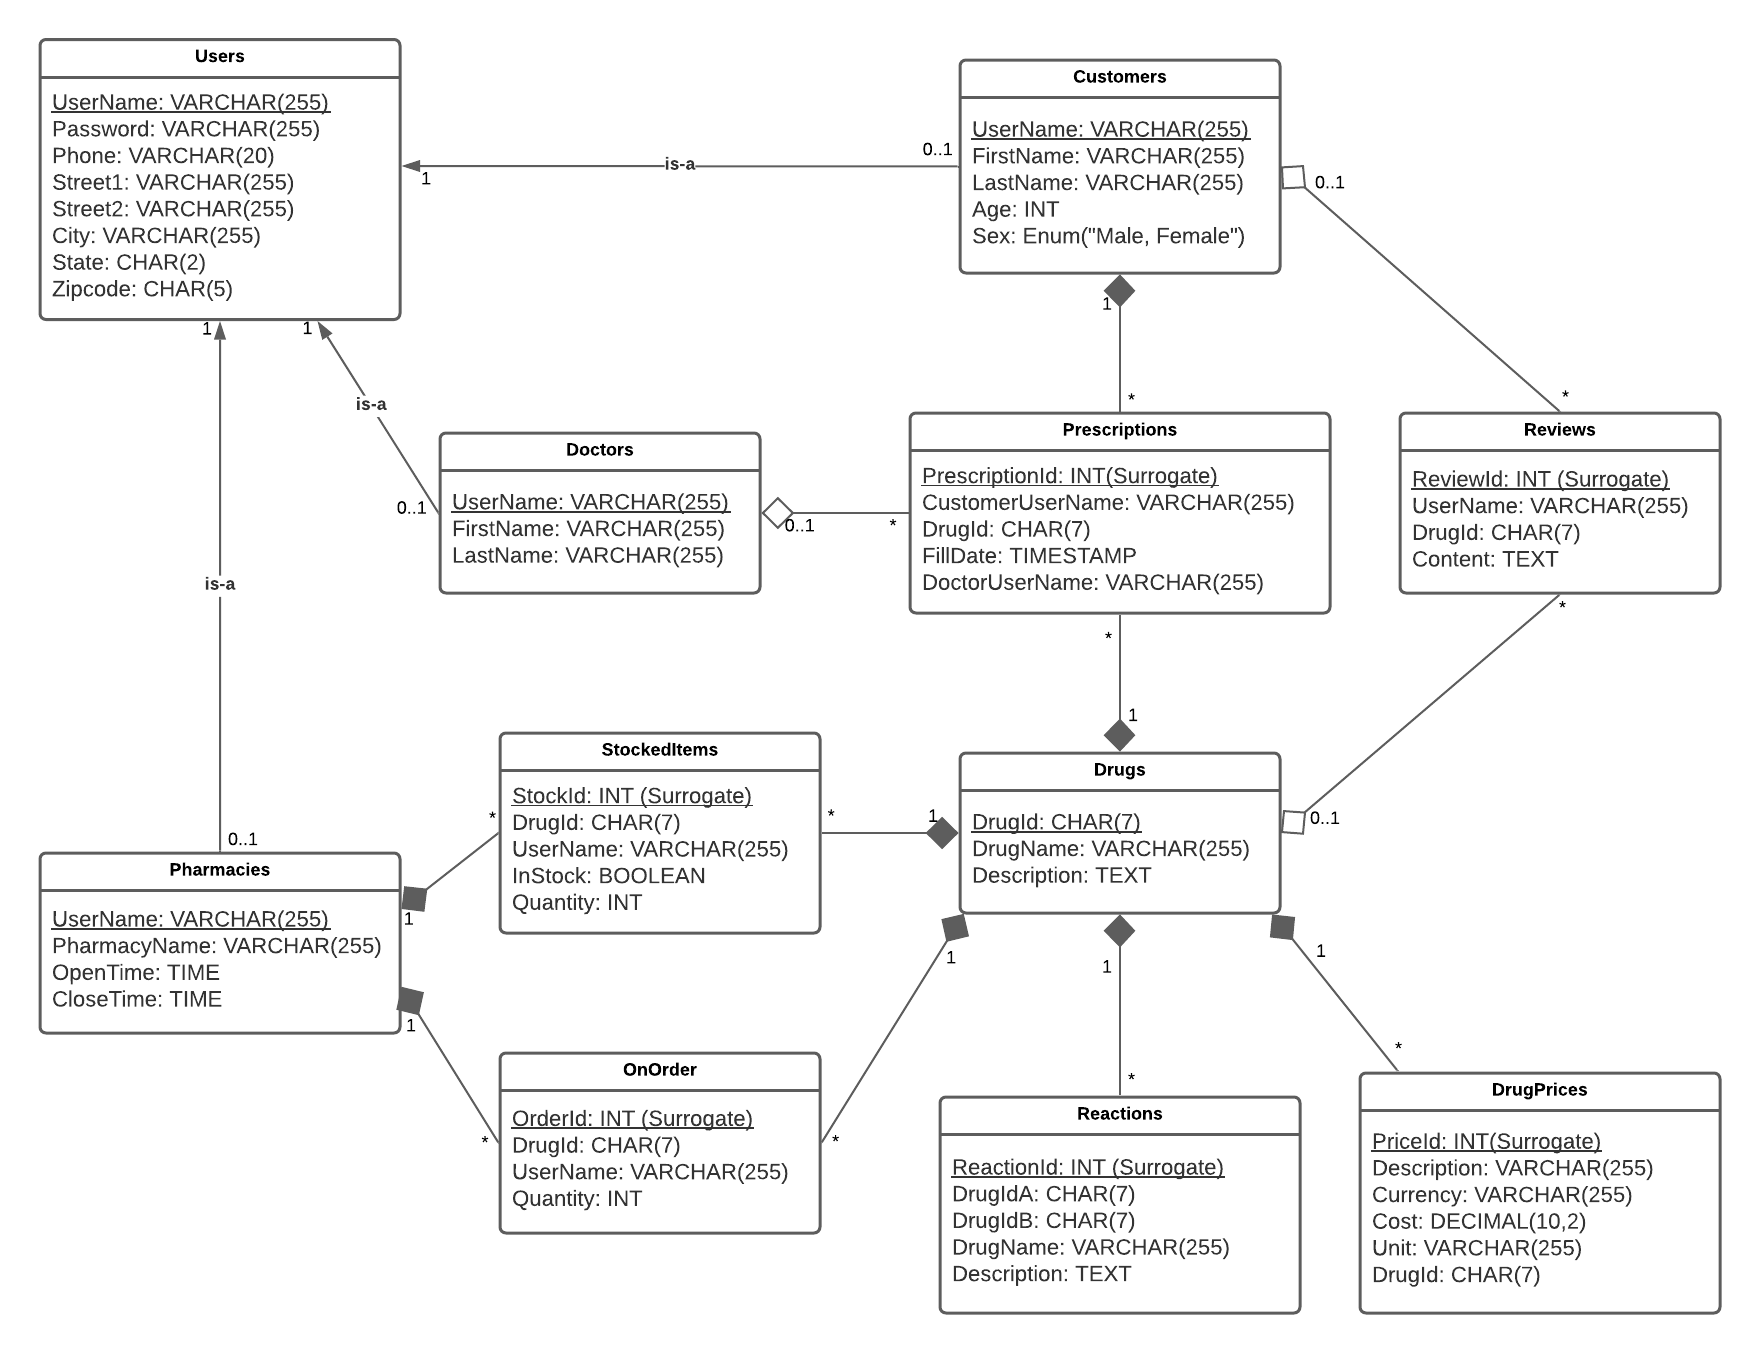 Users
UserName: VARCHAR(255)
Password: VARCHAR(255)
Phone: VARCHAR(20)
Street1: VARCHAR(255)
Street2: VARCHAR(255)
City: VARCHAR(255)
State: CHAR(2)
Zipcode: CHAR(5)
1
is-a
0..1
Customers
UserName: VARCHAR(255)
FirstName: VARCHAR(255)
LastName: VARCHAR(255)
Age: INT
Sex: Enum("Male, Female")
0..1
*
1
*
1
is-a
0..1
1
is-a
0..1
Doctors
UserName: VARCHAR(255)
FirstName: VARCHAR(255)
LastName: VARCHAR(255)
0..1
*
Prescriptions
PrescriptionId: INT(Surrogate)
CustomerUserName: VARCHAR(255)
DrugId: CHAR(7)
FillDate: TIMESTAMP
DoctorUserName: VARCHAR(255)
*
1
Reviews
ReviewId: INT (Surrogate)
UserName: VARCHAR(255)
DrugId: CHAR(7)
Content: TEXT
*
0..1
StockedItems
StockId: INT (Surrogate)
DrugId: CHAR(7)
UserName: VARCHAR(255)
InStock: BOOLEAN
Quantity: INT
*
1
*
1
Drugs
DrugId: CHAR(7)
DrugName: VARCHAR(255)
Description: TEXT
Pharmacies
UserName: VARCHAR(255)
PharmacyName: VARCHAR(255)
OpenTime: TIME
CloseTime: TIME
1
*
1
*
1
*
1
*
OnOrder
OrderId: INT (Surrogate)
DrugId: CHAR(7)
UserName: VARCHAR(255)
Quantity: INT
Reactions
ReactionId: INT (Surrogate)
DrugIdA: CHAR(7)
DrugIdB: CHAR(7)
DrugName: VARCHAR(255)
Description: TEXT
DrugPrices
PriceId: INT(Surrogate)
Description: VARCHAR(255)
Currency: VARCHAR(255)
Cost: DECIMAL(10,2)
Unit: VARCHAR(255)
DrugId: CHAR(7)